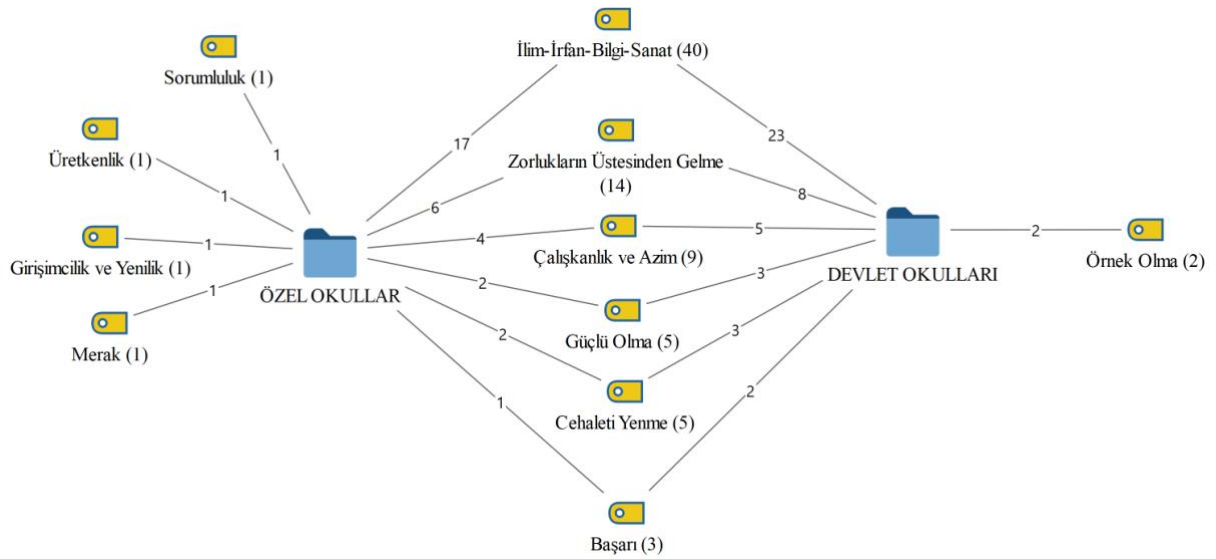 İlim-İrfan-Bilgi-Sanat (40)
Sorumluluk (1)
17
23
Üretkenlik (1)
1
Zorlukların Üstesinden Gelme
(14)
1
6
8
Girişimcilik ve Yenilik (1)
1
4
Çalışkanlık ve Azim (9)
5
DEVLET OKULLARI
2
Örnek Olma (2)
ÖZEL OKULLAR
1
2
3
Merak (1)
Güçlü Olma (5)
2
3
Cehaleti Yenme (5)
1
2
Başarı (3)